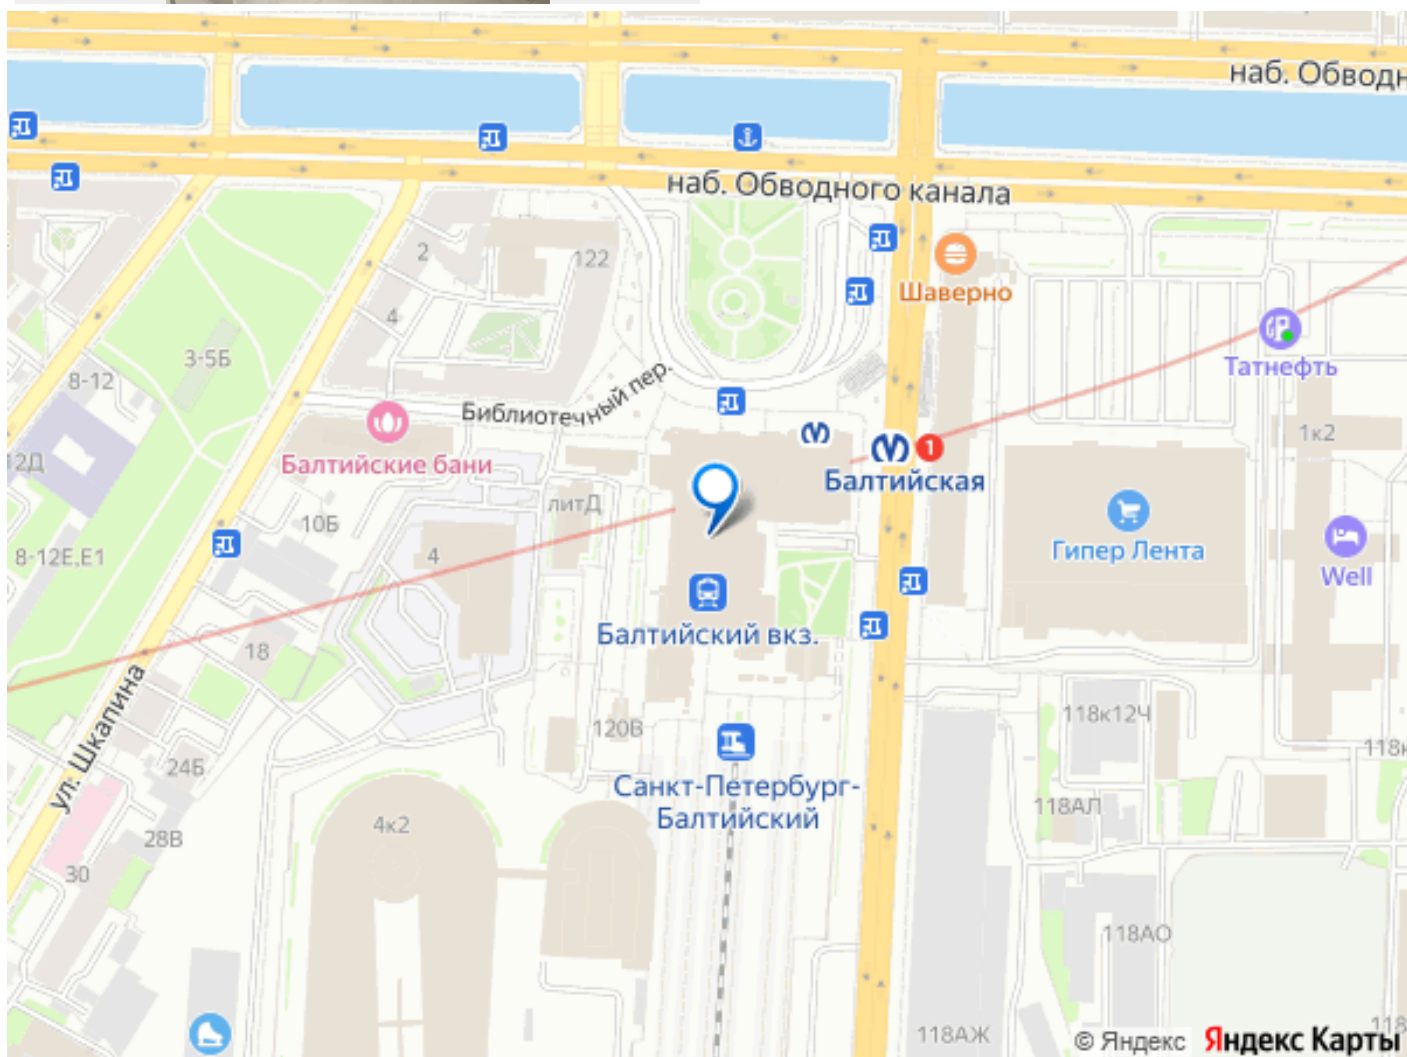 наб. Обводн
наб. Обводного канала
2
122
Шаверно
4
Татнефть
3-5Б
8-12
Библиотечный пер.
1к2
12Д
Балтийские бани
1
Балтийская
литД
10Б
4
8-12Е,Е1
Гипер Лента
Well
Балтийский вкз.
18
ул. Шкапина
118к12Ч
120В
118к
24Б
Санкт-Петербург-
Балтийский
118АЛ
4к2
28В
30
118АО
118АЖ
118
© Яндекс Яндекс Карты